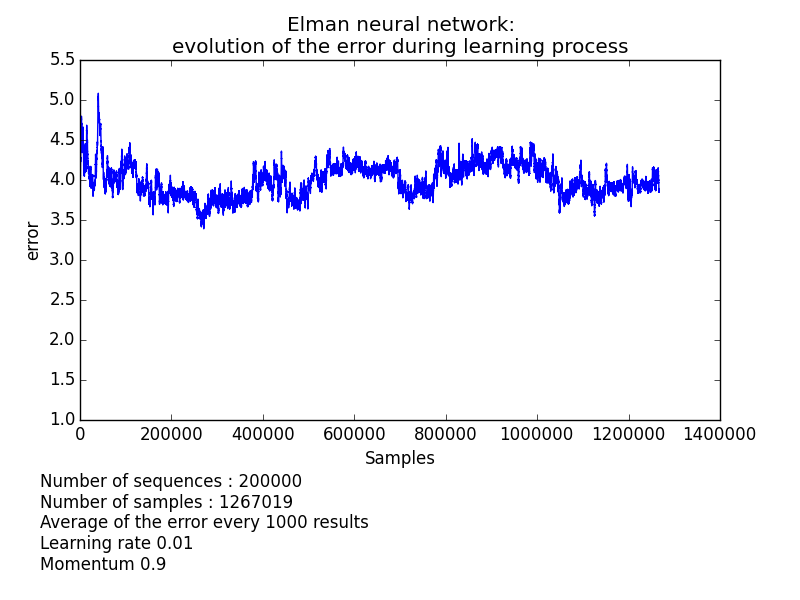 Elman neural network:
evolution of the error during learning process
5.5
5.0
4.5
4.0
3.5
3.0
2.5
2.0
1.5
1.0
error
0 200000 400000 600000 800000 1000000 1200000 1400000
Samples
Number of sequences : 200000
Number of samples : 1267019
Average of the error every 1000 results
Learning rate 0.01
Momentum 0.9